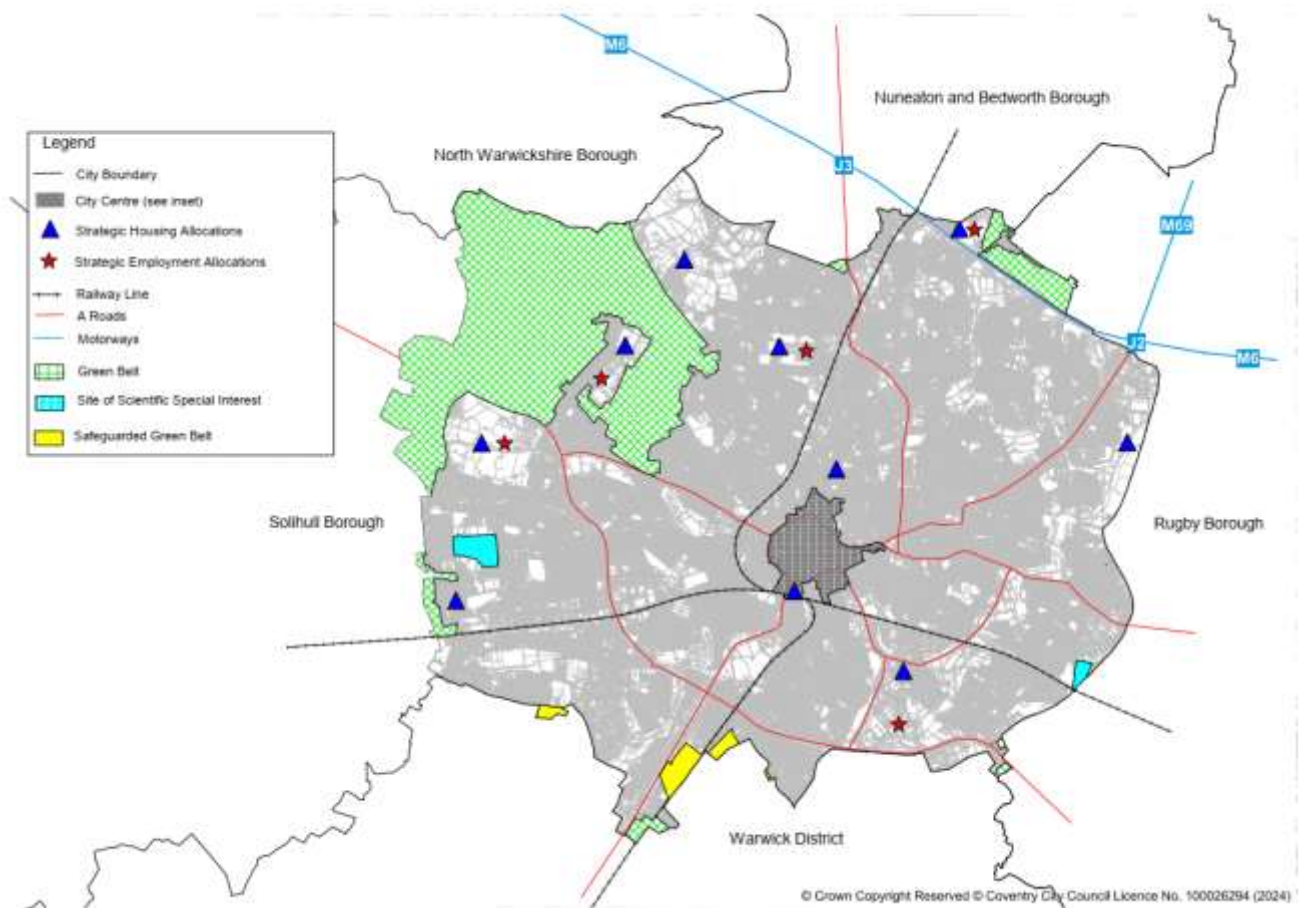 M6
Nuneaton and Bedworth Borough
Legend
City Boundary
City Centre (see inset)
Strategic Housing Allocations
Strategic Employment Allocations
Railway Line
A Roads
Motorways
Green Belt
Site of Scientific Special Interest
Safeguarded Green Belt
North Warwickshire Borough
J3
M69
J2
M6
Solihull Borough
Rugby Borough
Warwick District
© Crown Copyright Reserved © Coventry City Council Licence No. 100026294 (2024)